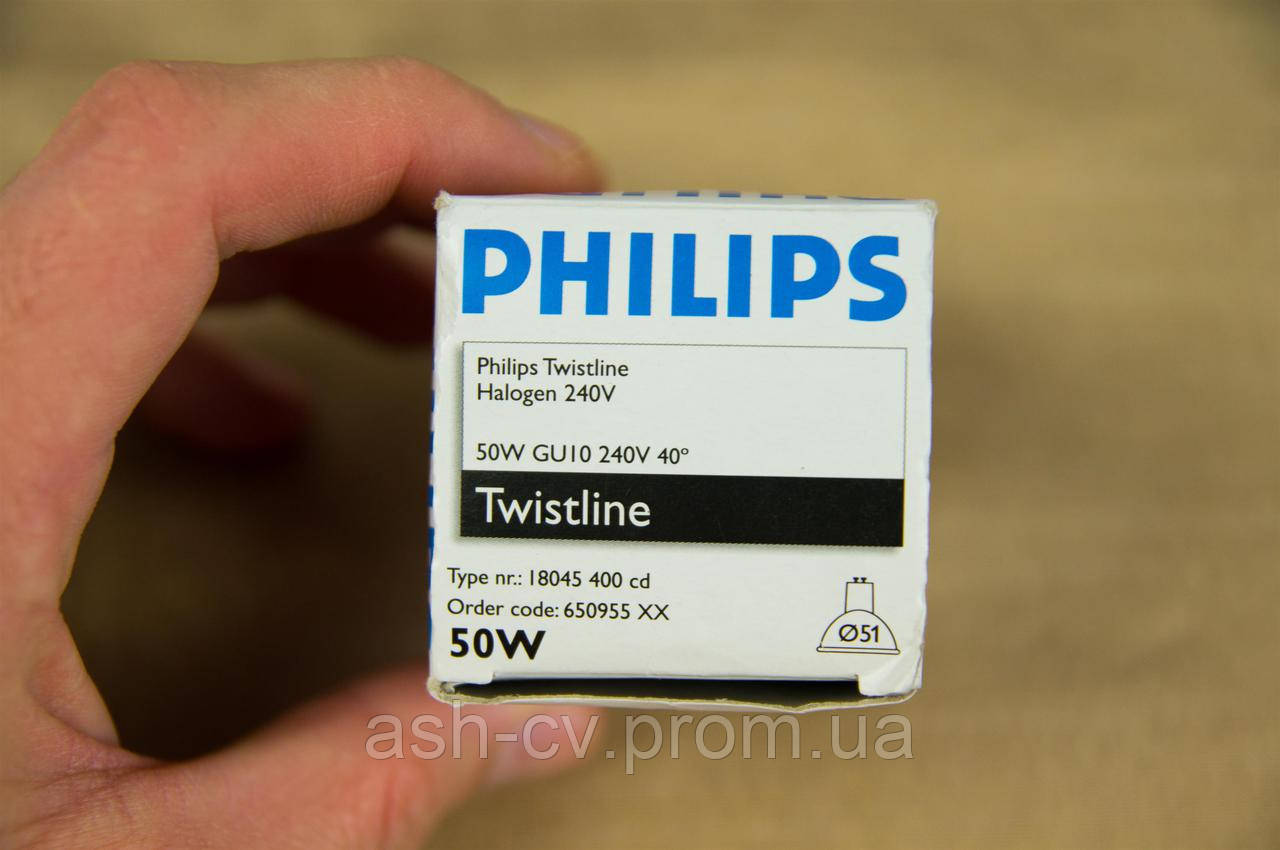 PHILIPS
Philips Twistline
Halogen 240V
50W GU10 240V 40º
Twistline
Type nr.: 18045 400 cd
Order code: 650955 XX
50W
Ø51
ash-cv.prom.ua